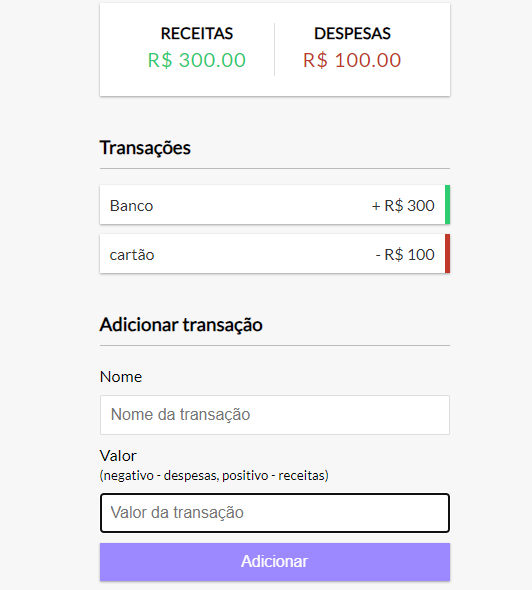 RECEITAS DESPESAS
R$ 300.00 R$ 100.00
Transações
Banco + R$ 300
cartão - R$ 100
Adicionar transação
Nome
Nome da transação
Valor
(negativo - despesas, positivo - receitas)
Valor da transação
Adicionar